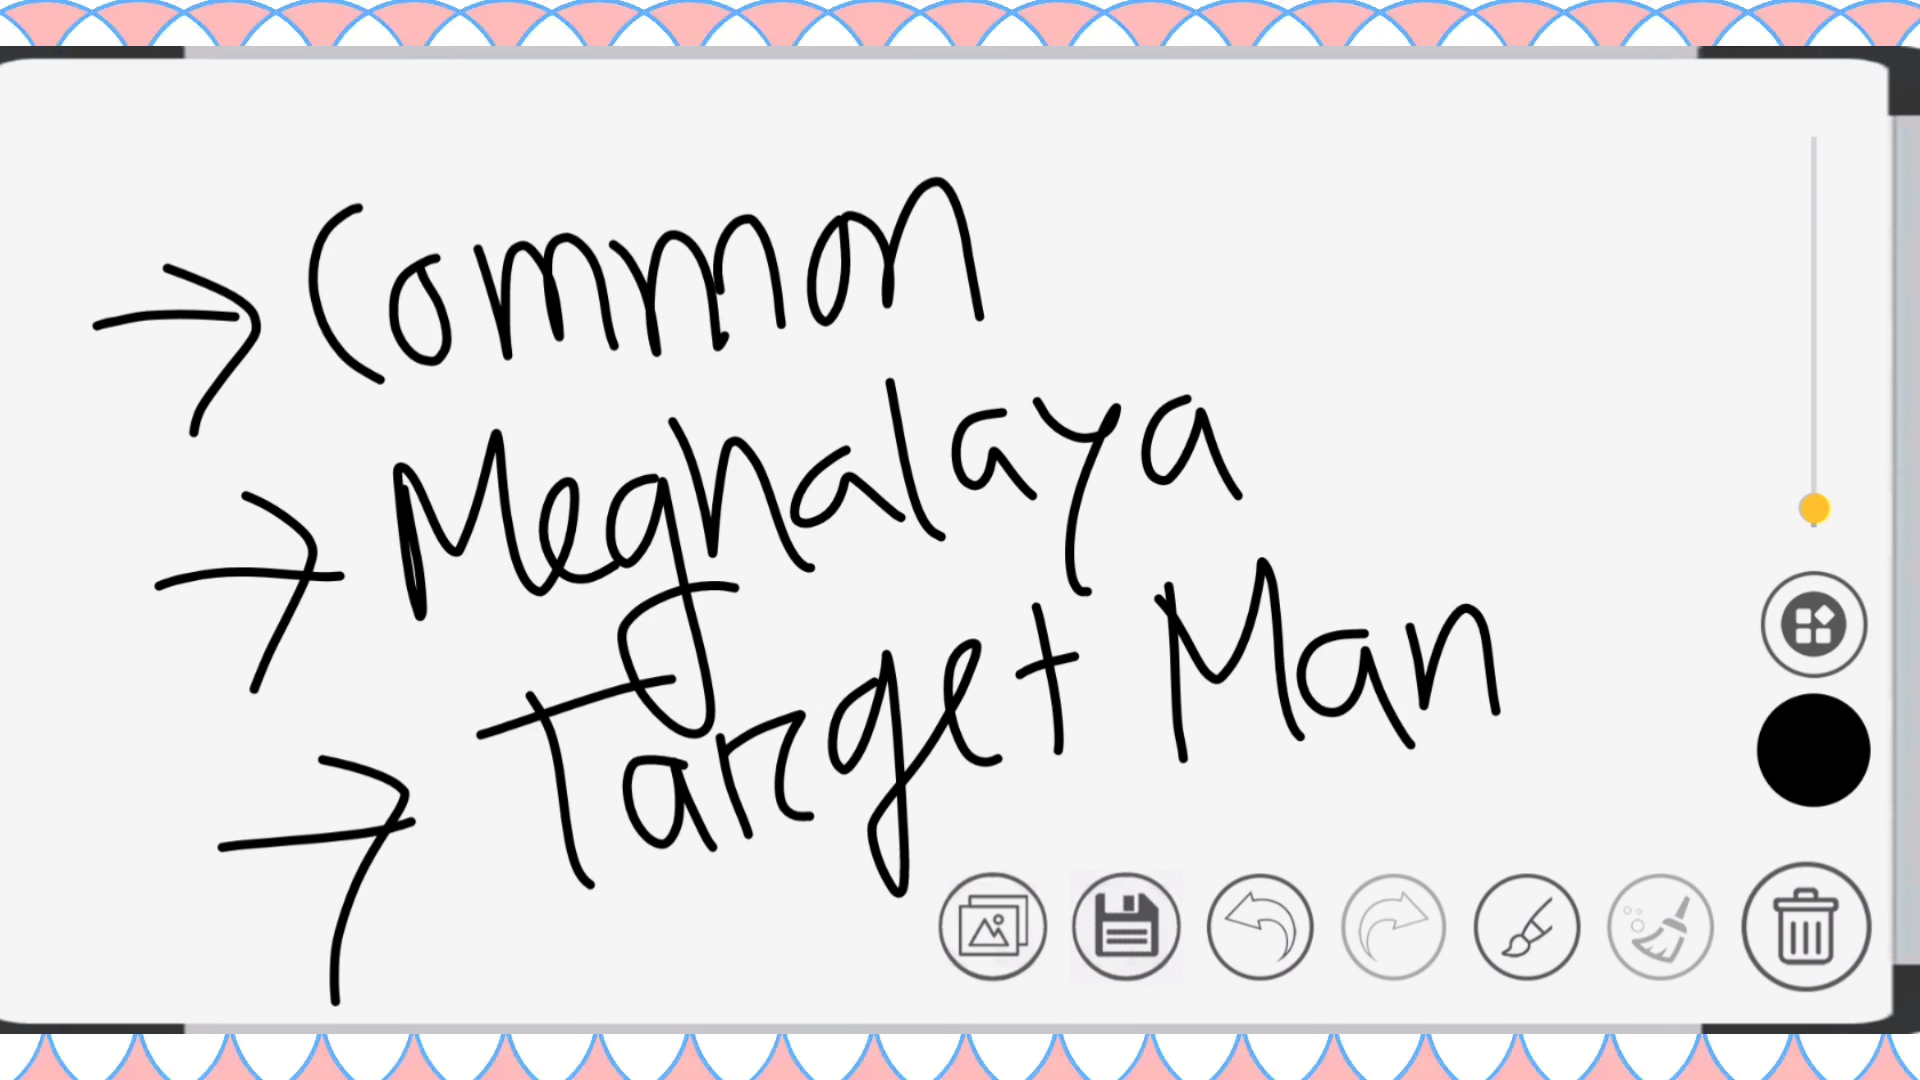 → Common
→ Meghalaya
→ Target Man